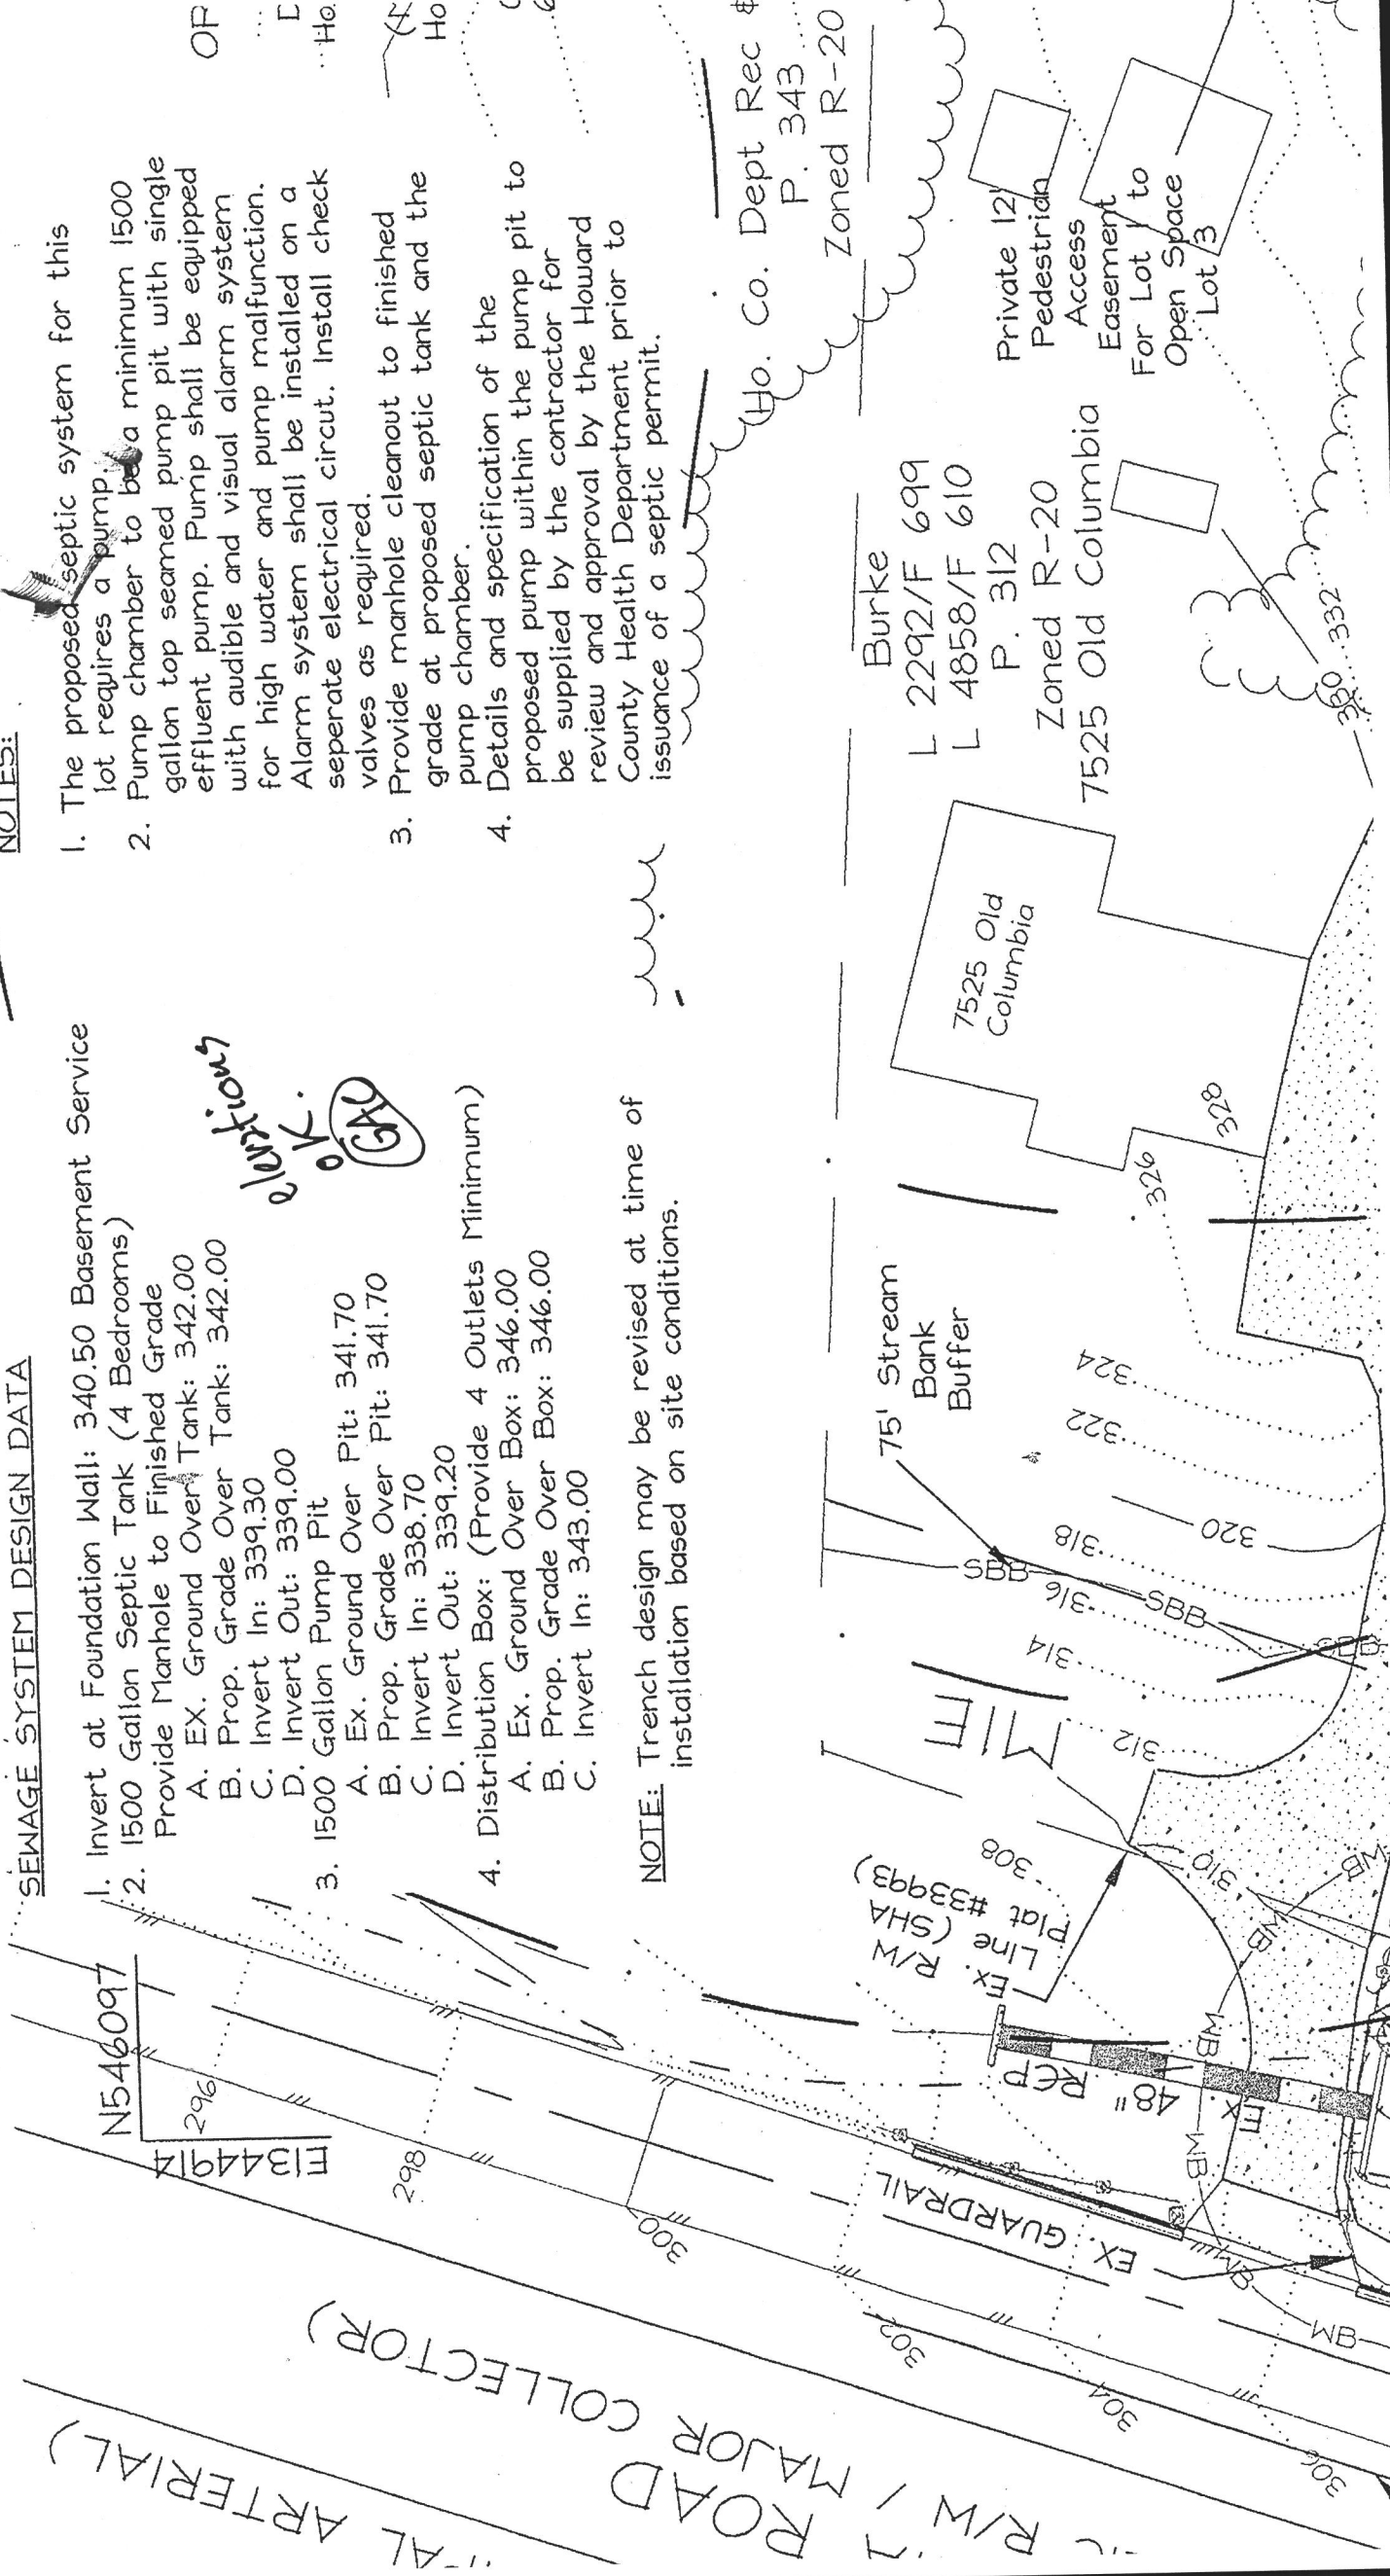 SEWAGE SYSTEM DESIGN DATA
1. Invert at Foundation Wall: 340.50 Basement Service
2. 1500 Gallon Septic Tank (4 Bedrooms)
Provide Manhole to Finished Grade
A. EX. Ground Over Tank: 342.00
B. Prop. Grade Over Tank: 342.00
C. Invert In: 339.30
D. Invert Out: 339.00
3. 1500 Gallon Pump Pit
A. Ex. Ground Over Pit: 341.70
B. Prop. Grade Over Pit: 341.70
C. Invert In: 338.70
D. Invert Out: 339.20
4. Distribution Box: (Provide 4 Outlets Minimum)
A. Ex. Ground Over Box: 346.00
B. Prop. Grade Over Box: 346.00
C. Invert In: 343.00
NOTE: Trench design may be revised at time of
installation based on site conditions.
elevations
OK.
GAC
NOTES:
1. The proposed septic system for this
lot requires a pump.
2. Pump chamber to be a minimum 1500
gallon top seamed pump pit with single
effluent pump. Pump shall be equipped
with audible and visual alarm system
for high water and pump malfunction.
Alarm system shall be installed on a
seperate electrical circut. Install check
valves as required.
3. Provide manhole cleanout to finished
grade at proposed septic tank and the
pump chamber.
4. Details and specification of the
proposed pump within the pump pit to
be supplied by the contractor for
review and approval by the Howard
County Health Department prior to
issuance of a septic permit.
OF
Ho.
Ho
Ho. Co. Dept Rec &
P. 343
Zoned R-20
Burke
L 2292/F 699
L 4858/F 610
P. 312
Zoned R-20
7525 Old Columbia
Private 12'
Pedestrian
Access
Easement
For Lot 1 to
Open Space
Lot 3
7525 Old
Columbia
75' Stream
Bank
Buffer
SBB
SBB
SBB
332
330
328
326
324
322
320
318
316
314
312
310
308
MIE
Ex. R/W
Line (SHA
Plat #33993)
Ex. 48" RCP
WB
WB
WB
WB
WB
WB
EX. GUARDRAIL
N546097
E1344914
296
298
300
302
304
306
AL ARTERIAL)
ROAD
R/W / MAJOR COLLECTOR)